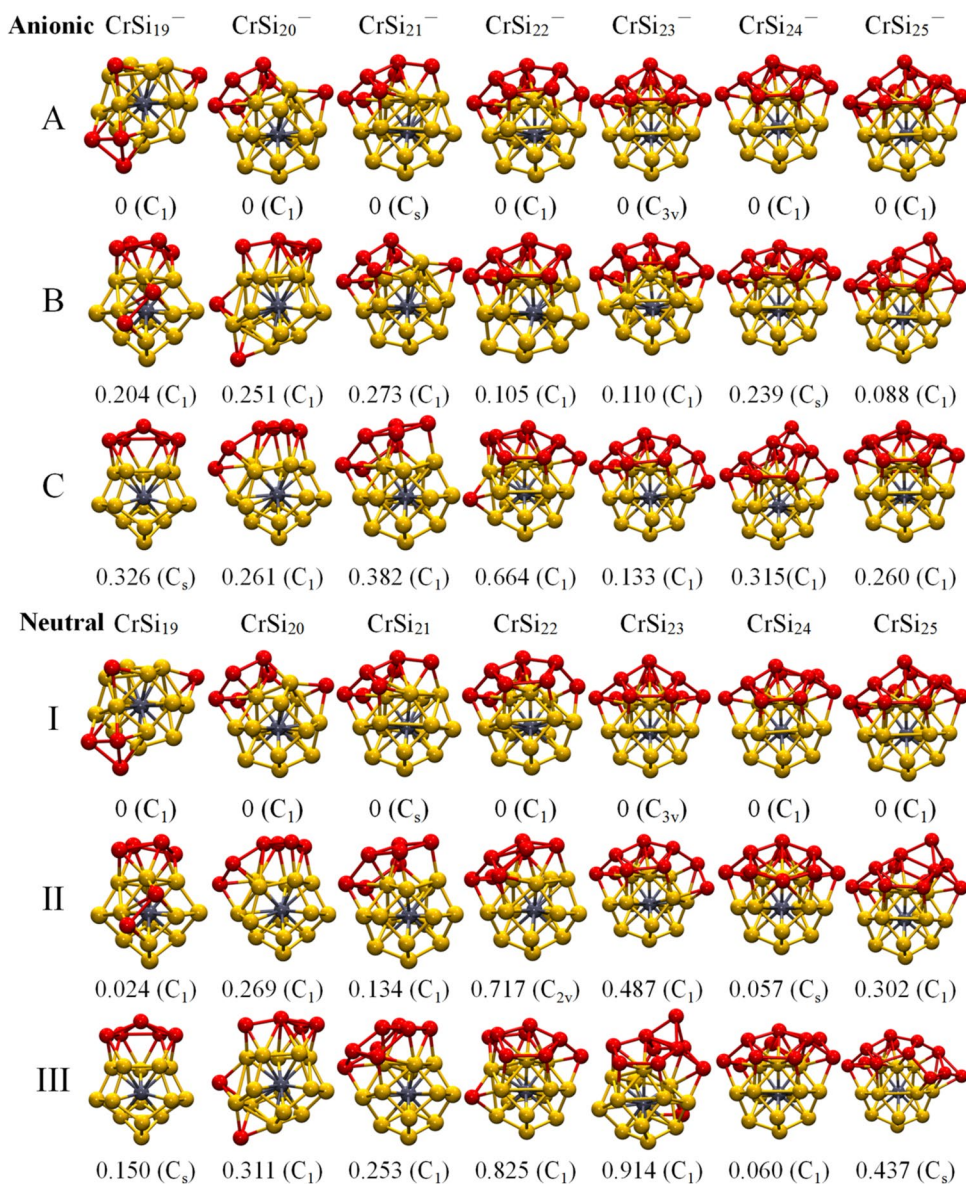 Anionic CrSi₁₉⁻ CrSi₂₀⁻ CrSi₂₁⁻ CrSi₂₂⁻ CrSi₂₃⁻ CrSi₂₄⁻ CrSi₂₅⁻
A
0 (C₁) 0 (C₁) 0 (Cₛ) 0 (C₁) 0 (C₃ᵥ) 0 (C₁) 0 (C₁)
B
0.204 (C₁) 0.251 (C₁) 0.273 (C₁) 0.105 (C₁) 0.110 (C₁) 0.239 (Cₛ) 0.088 (C₁)
C
0.326 (Cₛ) 0.261 (C₁) 0.382 (C₁) 0.664 (C₁) 0.133 (C₁) 0.315(C₁) 0.260 (C₁)
Neutral CrSi₁₉ CrSi₂₀ CrSi₂₁ CrSi₂₂ CrSi₂₃ CrSi₂₄ CrSi₂₅
I
0 (C₁) 0 (C₁) 0 (Cₛ) 0 (C₁) 0 (C₃ᵥ) 0 (C₁) 0 (C₁)
II
0.024 (C₁) 0.269 (C₁) 0.134 (C₁) 0.717 (C₂ᵥ) 0.487 (C₁) 0.057 (Cₛ) 0.302 (C₁)
III
0.150 (Cₛ) 0.311 (C₁) 0.253 (C₁) 0.825 (C₁) 0.914 (C₁) 0.060 (C₁) 0.437 (Cₛ)